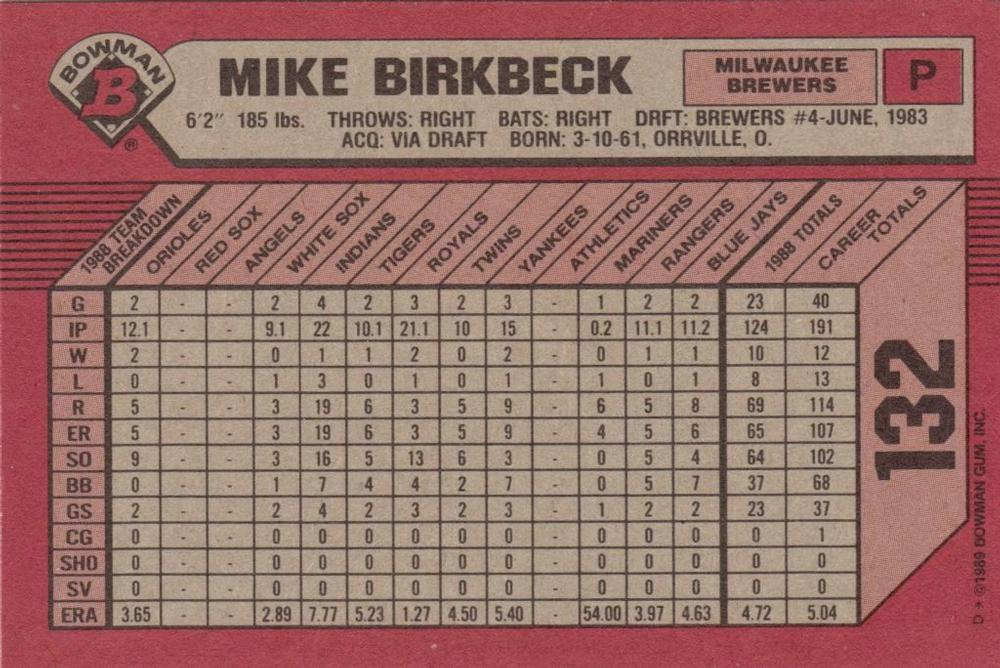 BOWMAN
B
®
MIKE BIRKBECK
MILWAUKEE
BREWERS
P
6'2" 185 lbs. THROWS: RIGHT BATS: RIGHT DRFT: BREWERS #4-JUNE, 1983
ACQ: VIA DRAFT BORN: 3-10-61, ORRVILLE, O.
1988 TEAM
BREAKDOWN
ORIOLES
RED SOX
ANGELS
WHITE SOX
INDIANS
TIGERS
ROYALS
TWINS
YANKEES
ATHLETICS
MARINERS
RANGERS
BLUE JAYS
1988 TOTALS
CAREER
TOTALS
G 2 - - 2 4 2 3 2 3 - 1 2 2 23 40
IP 12.1 - - 9.1 22 10.1 21.1 10 15 - 0.2 11.1 11.2 124 191
W 2 - - 0 1 1 2 0 2 - 0 1 1 10 12
L 0 - - 1 3 0 1 0 1 - 1 0 1 8 13
R 5 - - 3 19 6 3 5 9 - 6 5 8 69 114
ER 5 - - 3 19 6 3 5 9 - 4 5 6 65 107
SO 9 - - 3 16 5 13 6 3 - 0 5 4 64 102
BB 0 - - 1 7 4 4 2 7 - 0 5 7 37 68
GS 2 - - 2 4 2 3 2 3 - 1 2 2 23 37
CG 0 - - 0 0 0 0 0 0 - 0 0 0 0 1
SHO 0 - - 0 0 0 0 0 0 - 0 0 0 0 0
SV 0 - - 0 0 0 0 0 0 - 0 0 0 0 0
ERA 3.65 - - 2.89 7.77 5.23 1.27 4.50 5.40 - 54.00 3.97 4.63 4.72 5.04
132
D ✦ ©1989 BOWMAN GUM, INC.